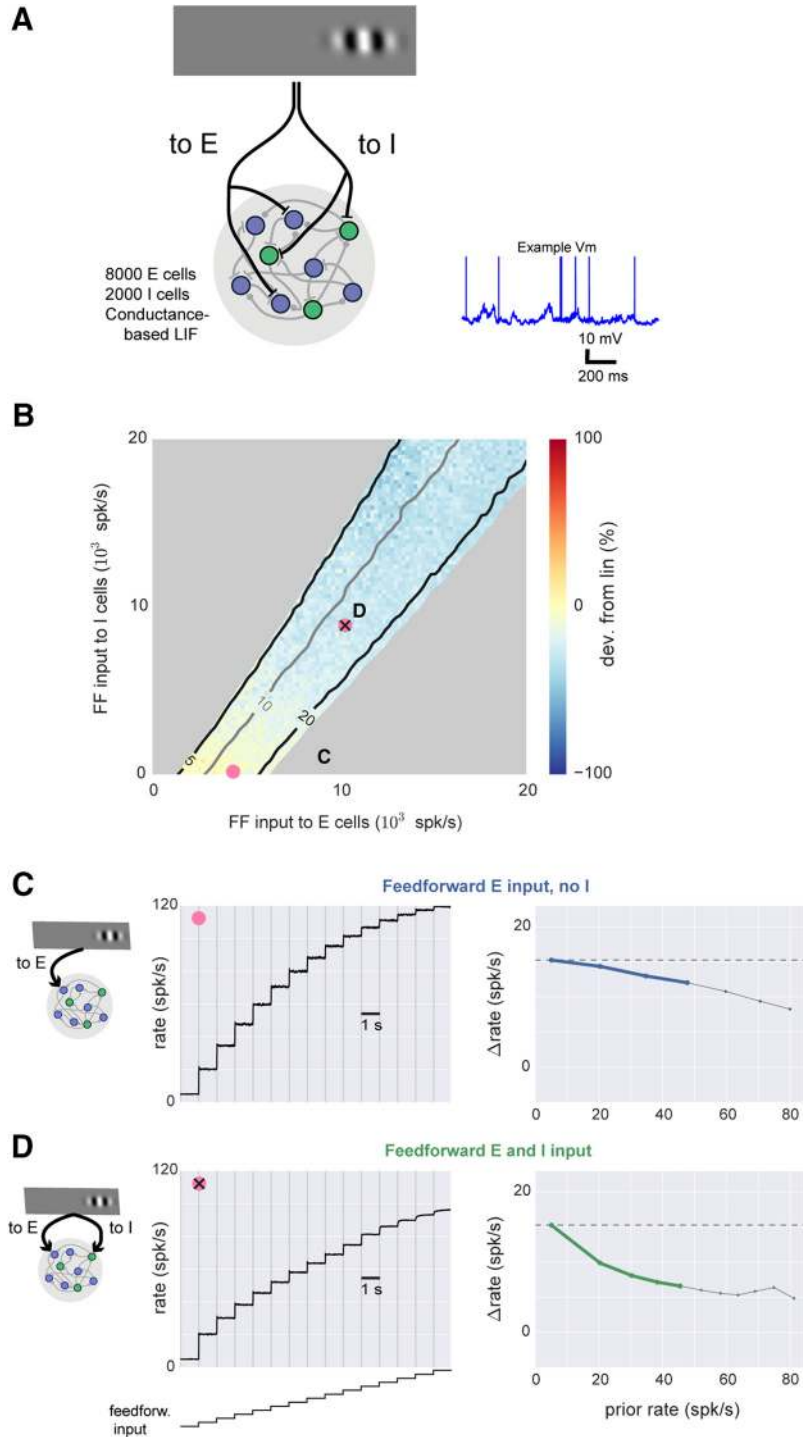 A
to E
to I
8000 E cells
2000 I cells
Conductance-
based LIF
Example Vm
10 mV
200 ms
B
20
10
0
FF input to I cells (10³ spk/s)
5
10
20
D
C
0
10
20
FF input to E cells (10³ spk/s)
100
0
−100
dev. from lin (%)
C
Feedforward E input, no I
to E
120
0
rate (spk/s)
1 s
20
10
0
Δrate (spk/s)
0
20
40
60
80
D
Feedforward E and I input
to E
to I
120
0
rate (spk/s)
1 s
feedforw.
input
20
10
0
Δrate (spk/s)
0
20
40
60
80
prior rate (spk/s)